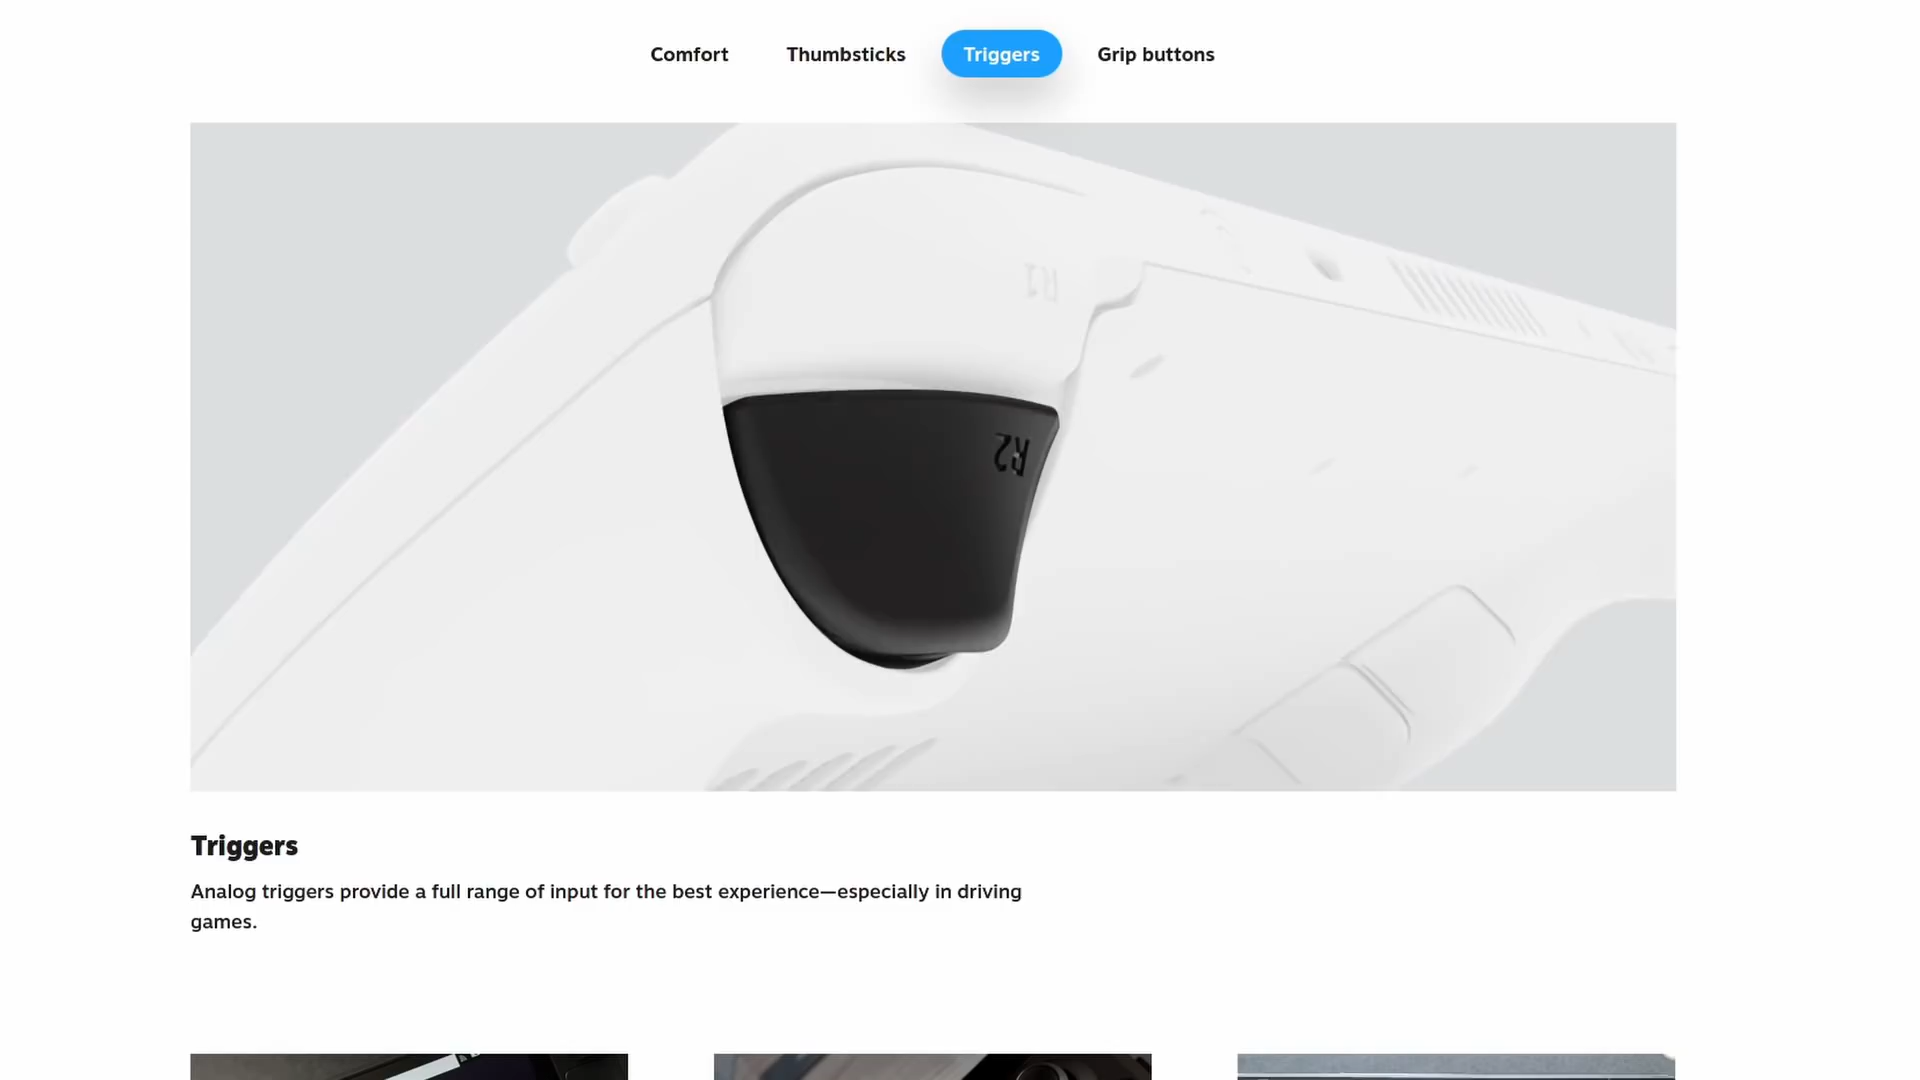 Comfort
Thumbsticks
Triggers
Grip buttons
R1
R2
Triggers
Analog triggers provide a full range of input for the best experience—especially in driving
games.